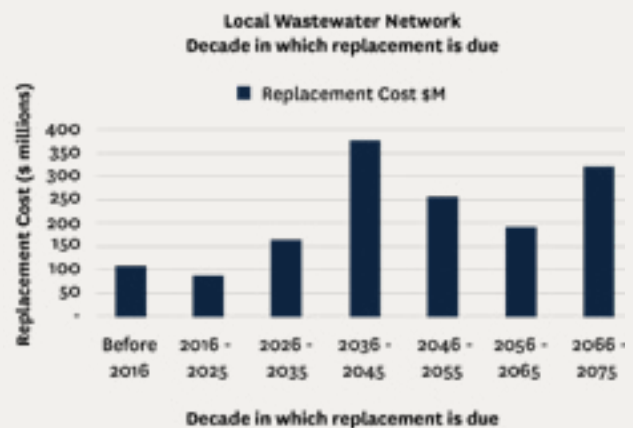 Local Wastewater Network
Decade in which replacement is due
Replacement Cost $M
Replacement Cost ($ millions)
400
350
300
250
200
150
100
50
-
Before 2016
2016 - 2025
2026 - 2035
2036 - 2045
2046 - 2055
2056 - 2065
2066 - 2075
Decade in which replacement is due